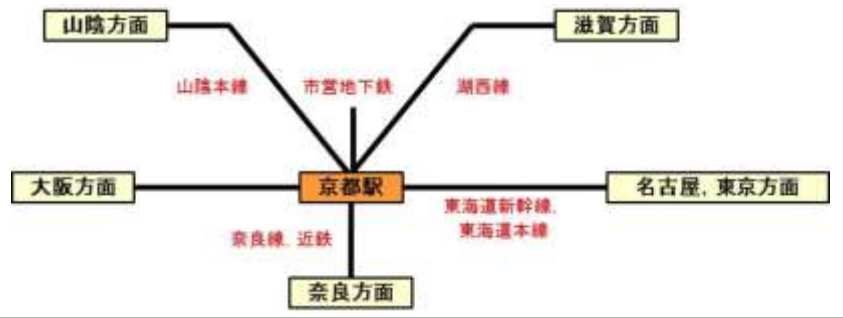 山陰方面
滋賀方面
山陰本線
市営地下鉄
湖西線
大阪方面
京都駅
名古屋，東京方面
東海道新幹線，
東海道本線
奈良線，近鉄
奈良方面